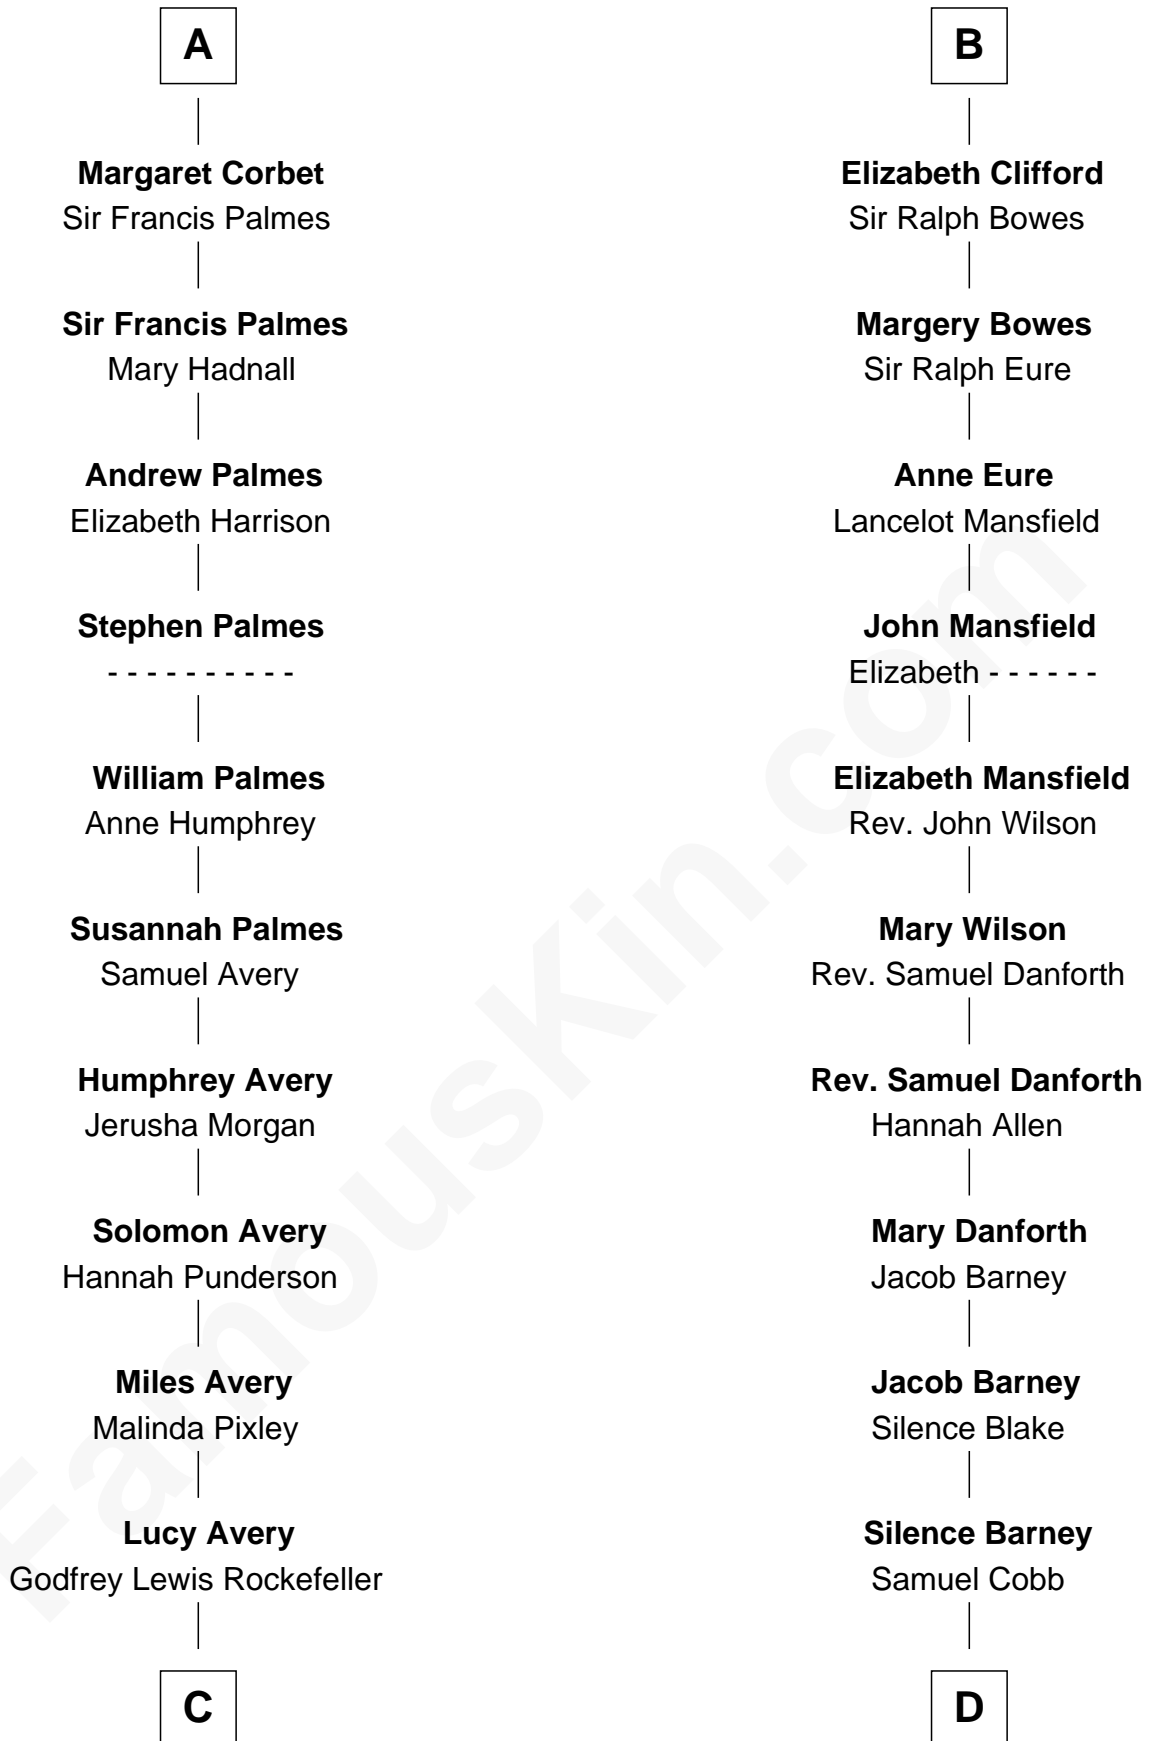 A
Margaret Corbet
Sir Francis Palmes
Sir Francis Palmes
Mary Hadnall
Andrew Palmes
Elizabeth Harrison
Stephen Palmes
- - - - - - - - - -
William Palmes
Anne Humphrey
Susannah Palmes
Samuel Avery
Humphrey Avery
Jerusha Morgan
Solomon Avery
Hannah Punderson
Miles Avery
Malinda Pixley
Lucy Avery
Godfrey Lewis Rockefeller
C
B
Elizabeth Clifford
Sir Ralph Bowes
Margery Bowes
Sir Ralph Eure
Anne Eure
Lancelot Mansfield
John Mansfield
Elizabeth - - - - - -
Elizabeth Mansfield
Rev. John Wilson
Mary Wilson
Rev. Samuel Danforth
Rev. Samuel Danforth
Hannah Allen
Mary Danforth
Jacob Barney
Jacob Barney
Silence Blake
Silence Barney
Samuel Cobb
D
FamousKin.com